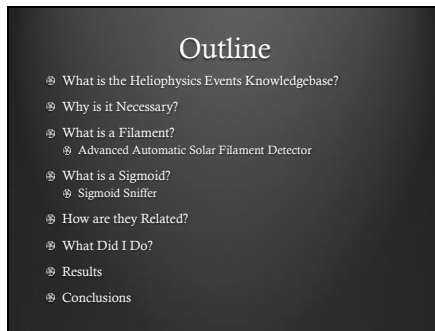 Outline
What is the Heliophysics Events Knowledgebase?
Why is it Necessary?
What is a Filament?
Advanced Automatic Solar Filament Detector
What is a Sigmoid?
Sigmoid Sniffer
How are they Related?
What Did I Do?
Results
Conclusions